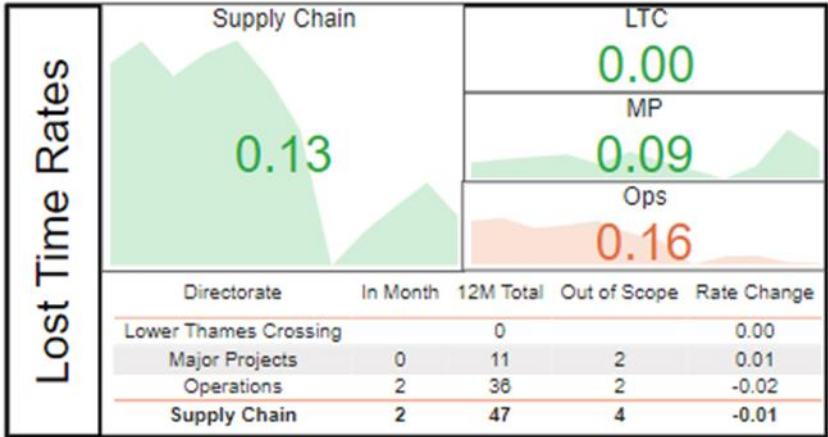 Lost Time Rates
Supply Chain
0.13
LTC
0.00
MP
0.09
Ops
0.16
Directorate In Month 12M Total Out of Scope Rate Change
Lower Thames Crossing 0 0.00
Major Projects 0 11 2 0.01
Operations 2 36 2 -0.02
Supply Chain 2 47 4 -0.01